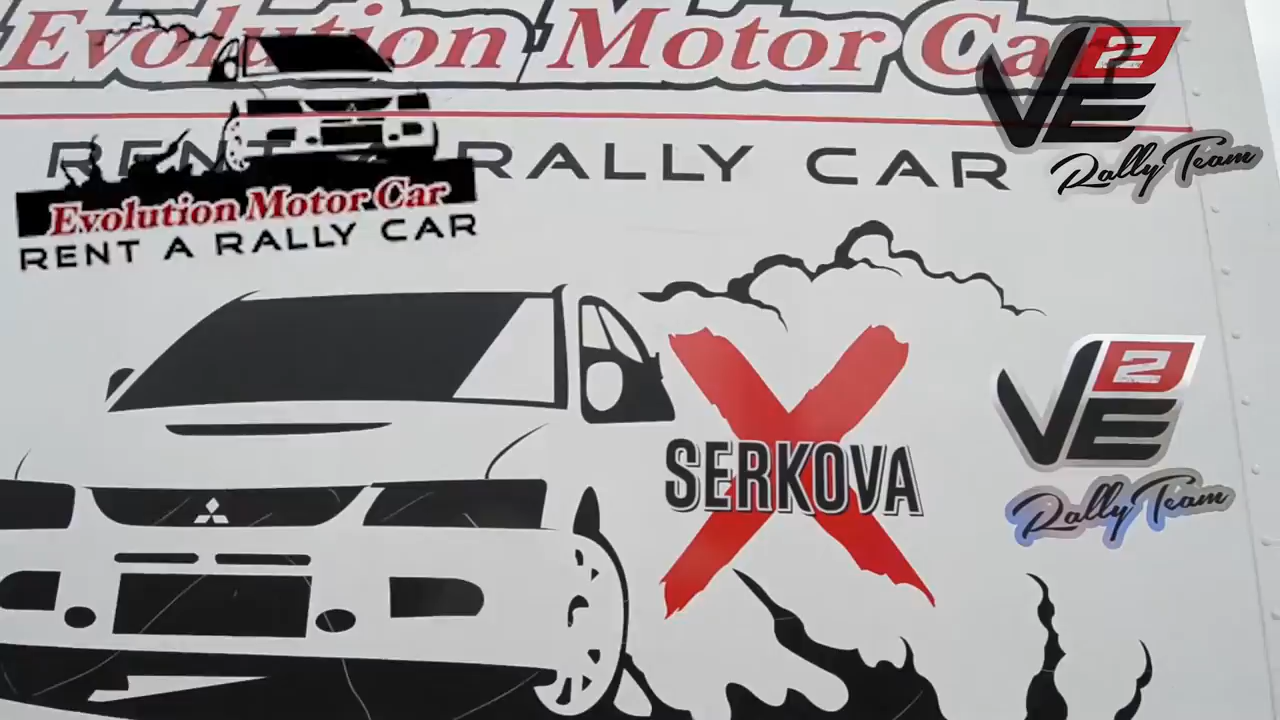 Evolution Motor Car
RENT A RALLY CAR
Evolution Motor Car
RENT A RALLY CAR
VE2
Rally Team
X
SERKOVA
VE2
Rally Team